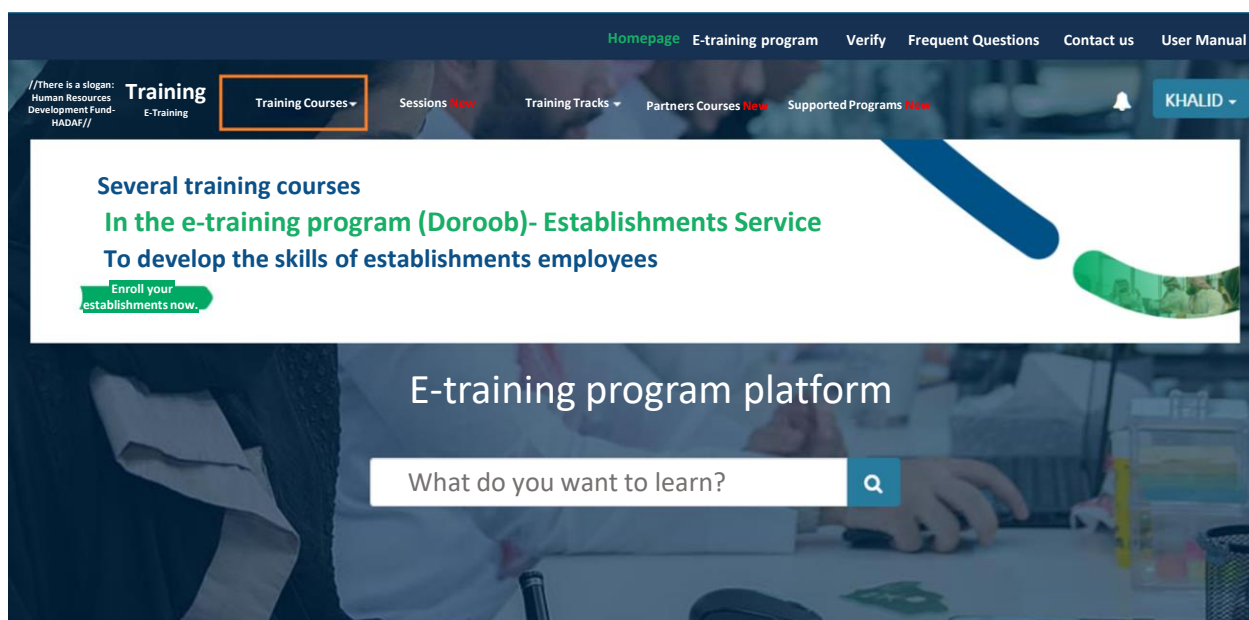 Homepage E-training program Verify Frequent Questions Contact us User Manual
//There is a slogan:
Human Resources
Development Fund-
HADAF//
Training
E-Training
Training Courses Sessions New Training Tracks Partners Courses New Supported Programs New KHALID
Several training courses
In the e-training program (Doroob)- Establishments Service
To develop the skills of establishments employees
Enroll your
establishments now.
E-training program platform
What do you want to learn?